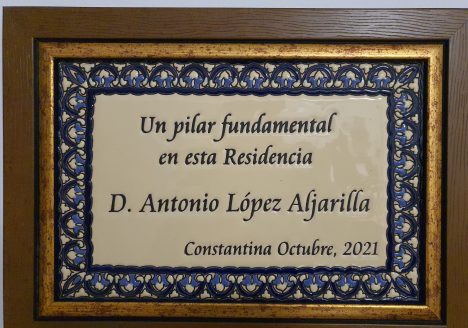 Un pilar fundamental
en esta Residencia
D. Antonio López Aljarilla
Constantina Octubre, 2021